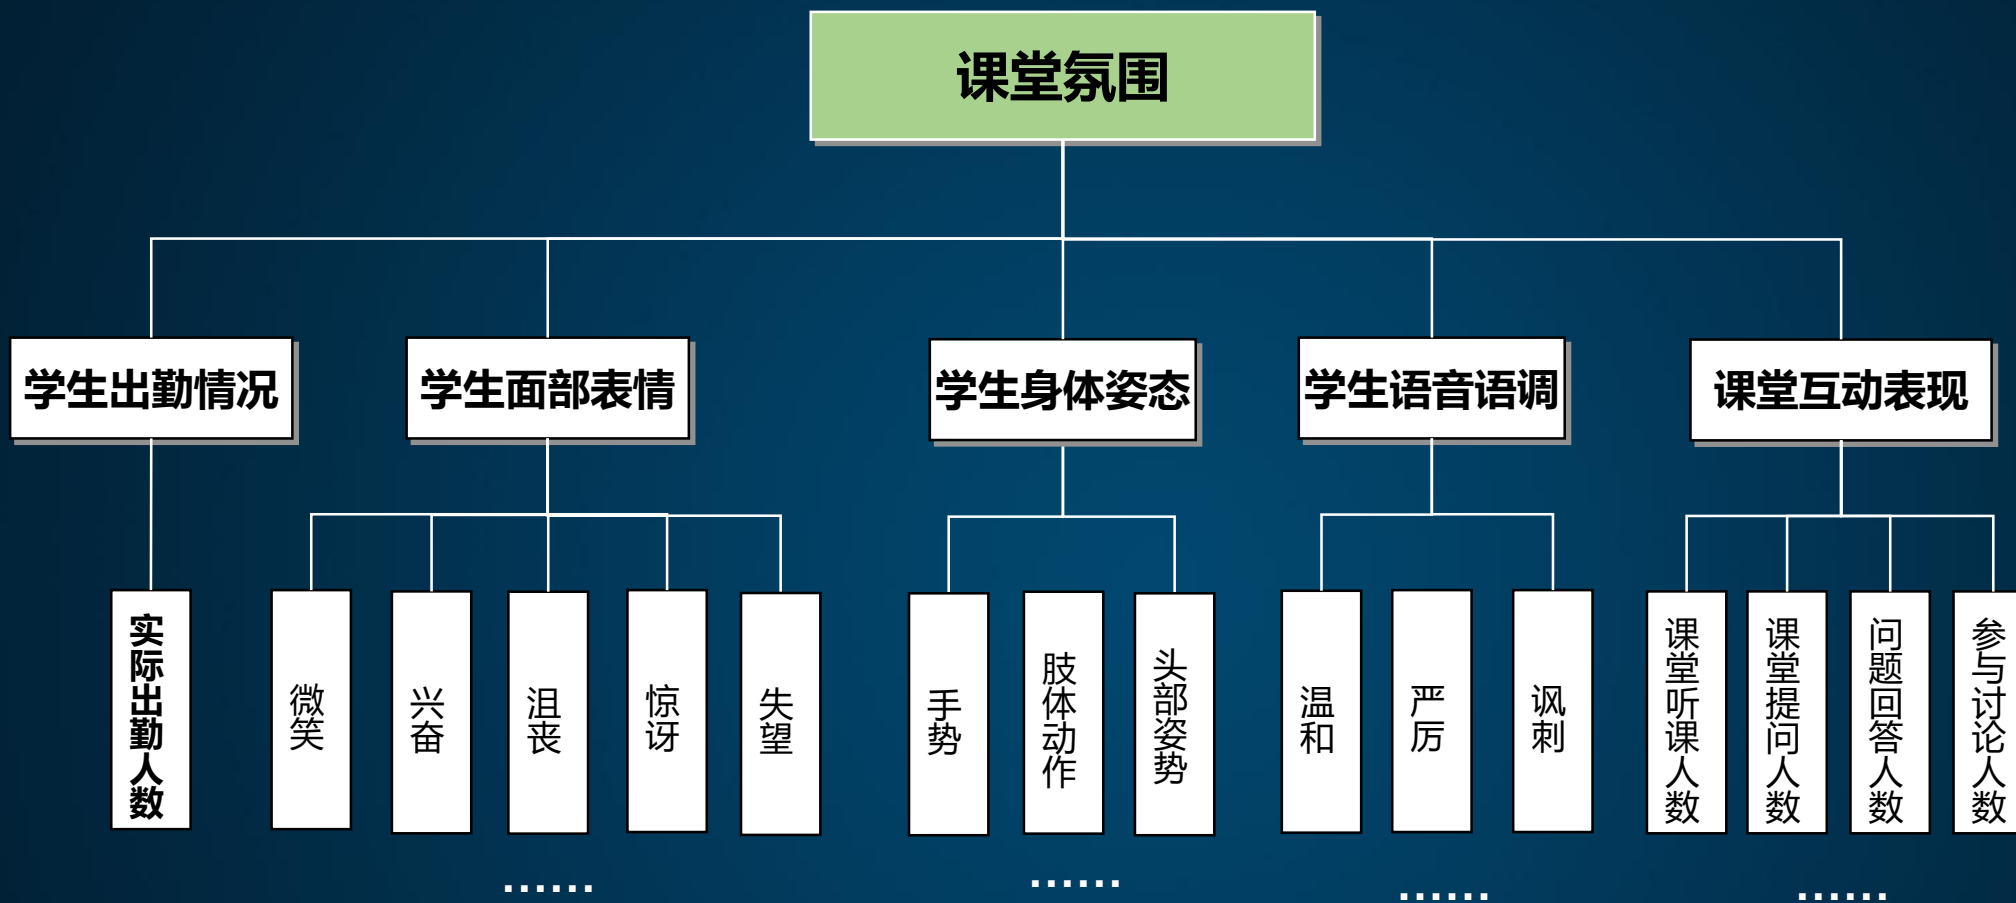 课堂氛围
学生出勤情况
学生面部表情
学生身体姿态
学生语音语调
课堂互动表现
实际出勤人数
微笑
兴奋
沮丧
惊讶
失望
手势
肢体动作
头部姿势
温和
严厉
讽刺
课堂听课人数
课堂提问人数
问题回答人数
参与讨论人数
……
……
……
……